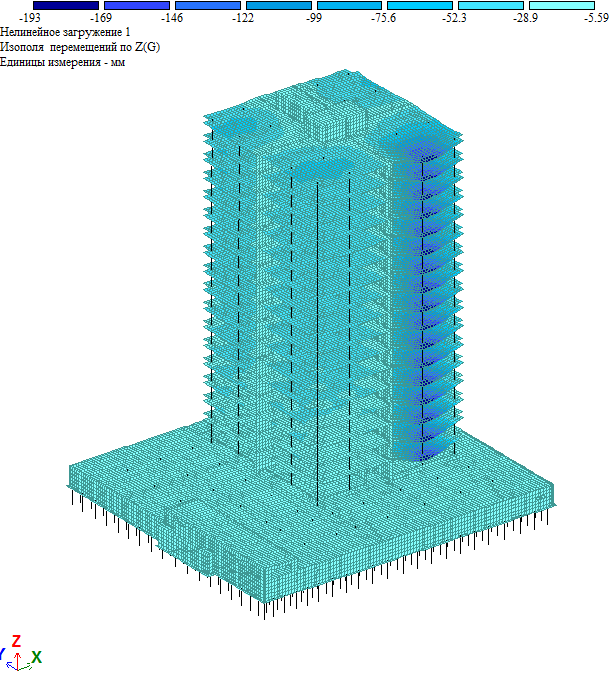 -193 -169 -146 -122 -99 -75.6 -52.3 -28.9 -5.59
Нелинейное загружение 1
Изополя перемещений по Z(G)
Единицы измерения - мм
Z
Y X